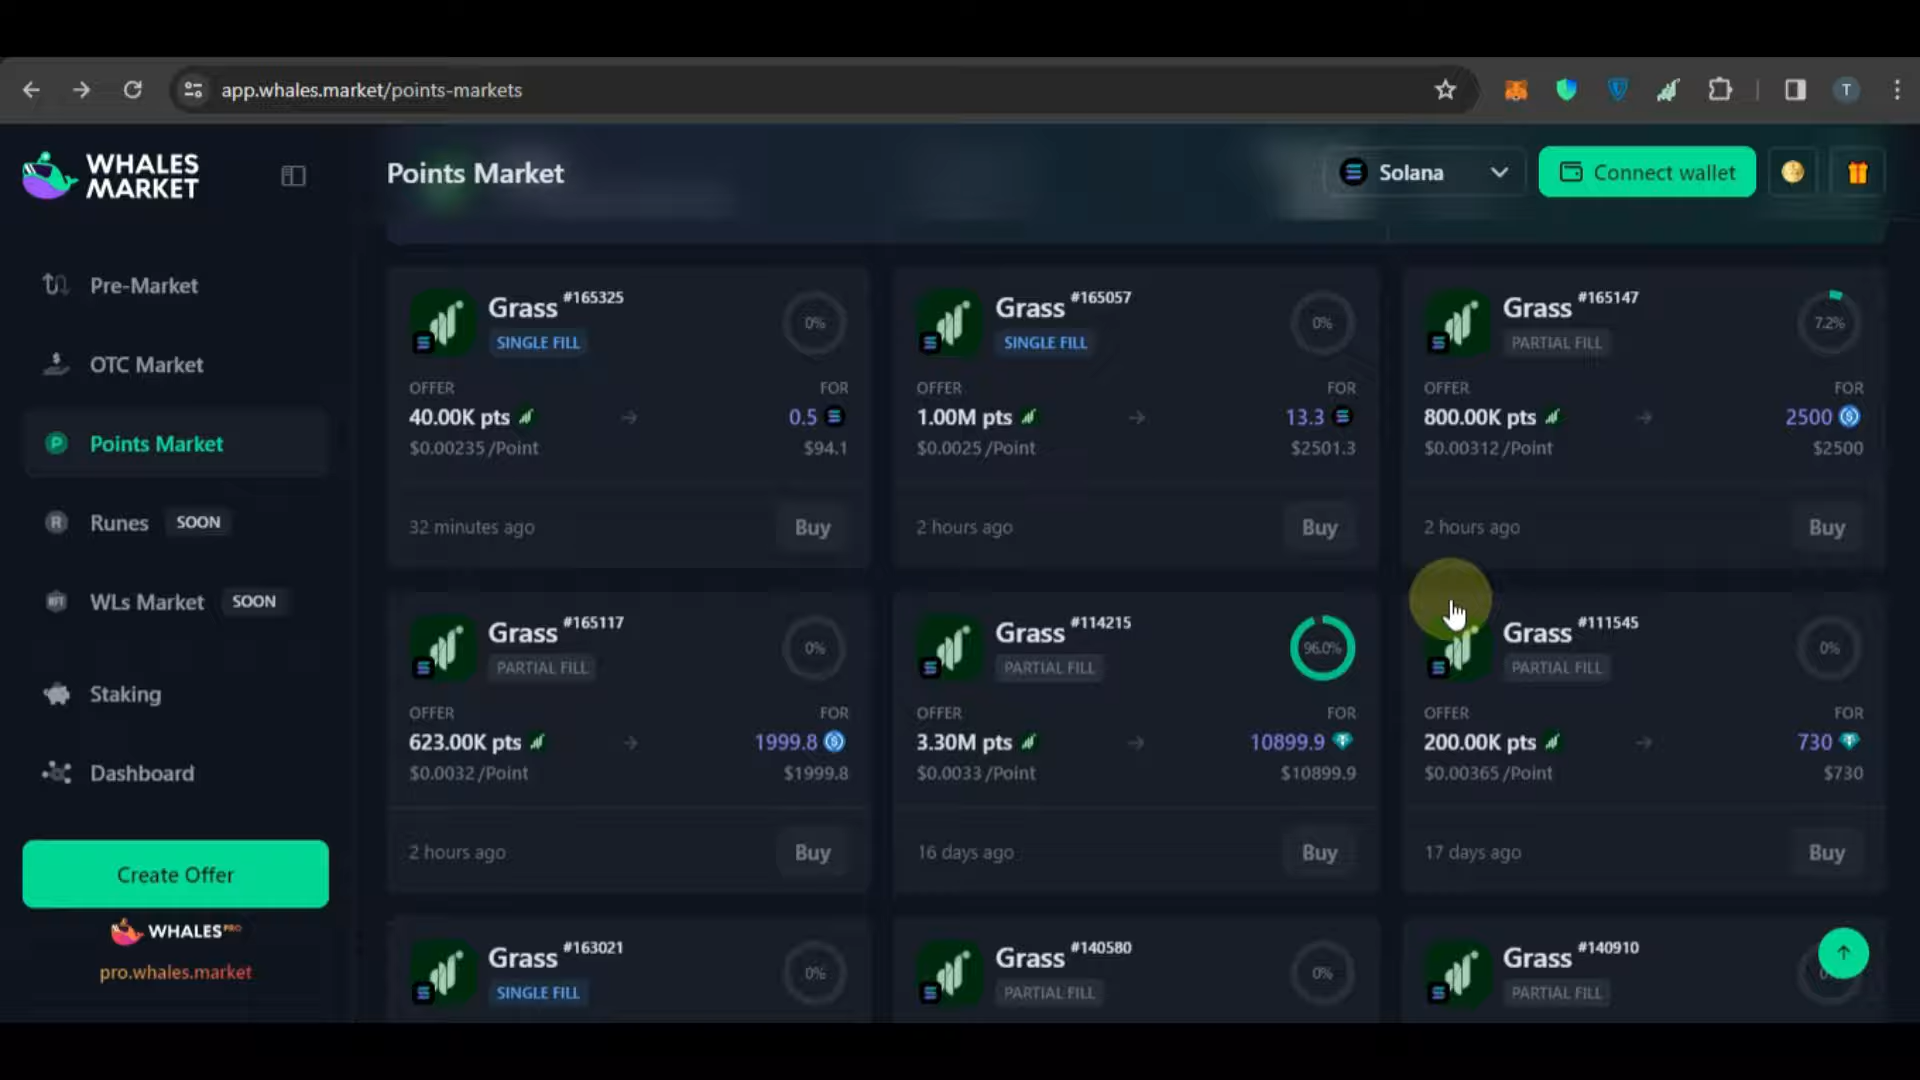 app.whales.market/points-markets
T
WHALES
MARKET
Points Market
Solana
Connect wallet
Pre-Market
OTC Market
Points Market
Runes SOON
WLs Market SOON
Staking
Dashboard
Create Offer
WHALES PRO
pro.whales.market
Grass #165325
SINGLE FILL
0%
OFFER FOR
40.00K pts → 0.5
$0.00235 /Point $94.1
32 minutes ago Buy
Grass #165057
SINGLE FILL
0%
OFFER FOR
1.00M pts → 13.3
$0.0025 /Point $2501.3
2 hours ago Buy
Grass #165147
PARTIAL FILL
7.2%
OFFER FOR
800.00K pts → 2500
$0.00312 /Point $2500
2 hours ago Buy
Grass #165117
PARTIAL FILL
0%
OFFER FOR
623.00K pts → 1999.8
$0.0032 /Point $1999.8
2 hours ago Buy
Grass #114215
PARTIAL FILL
96.0%
OFFER FOR
3.30M pts → 10899.9
$0.0033 /Point $10899.9
16 days ago Buy
Grass #111545
PARTIAL FILL
0%
OFFER FOR
200.00K pts → 730
$0.00365 /Point $730
17 days ago Buy
Grass #163021
SINGLE FILL
0%
Grass #140580
PARTIAL FILL
0%
Grass #140910
PARTIAL FILL